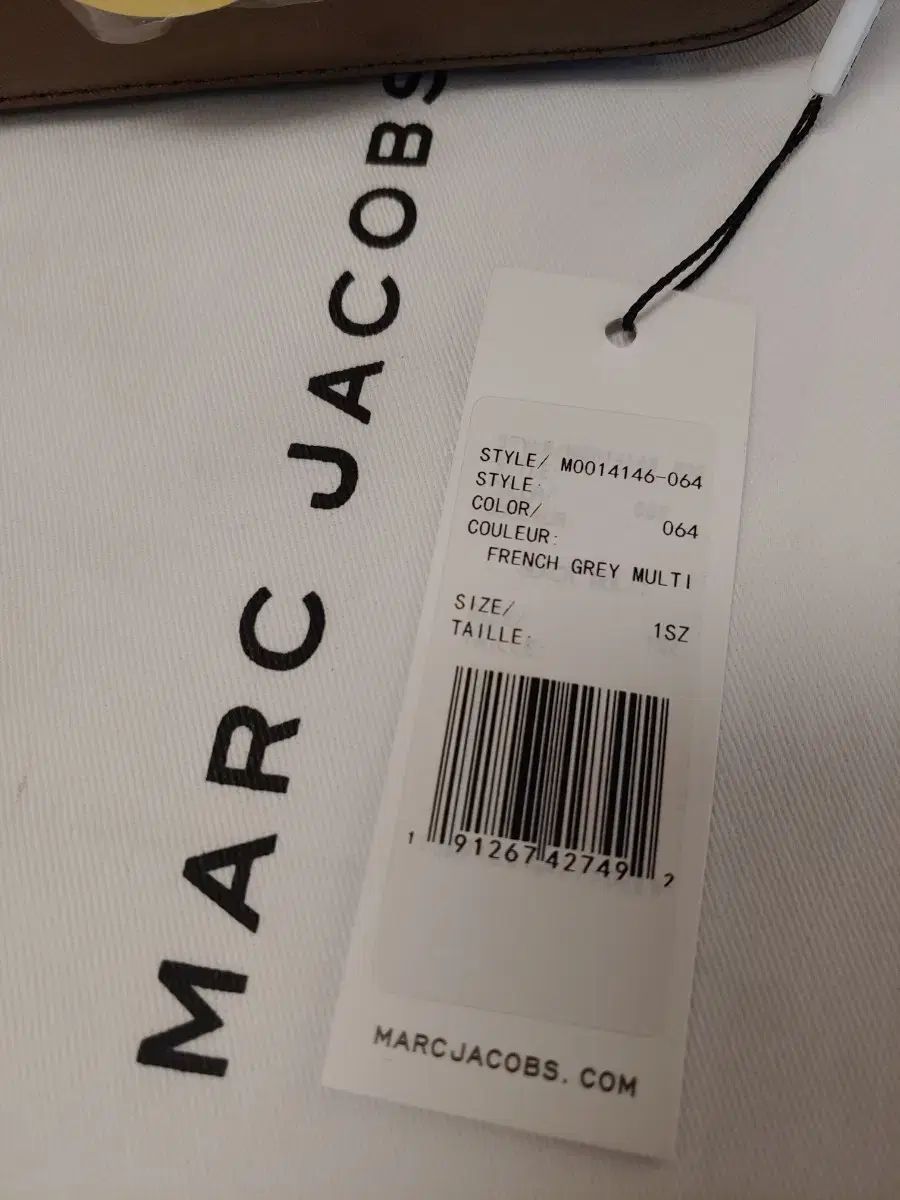 MARC JACOBS
STYLE/ M0014146-064
STYLE:
COLOR/ 064
COULEUR:
FRENCH GREY MULTI
SIZE/
TAILLE: 1SZ
1 91267 42749 2
MARCJACOBS.COM